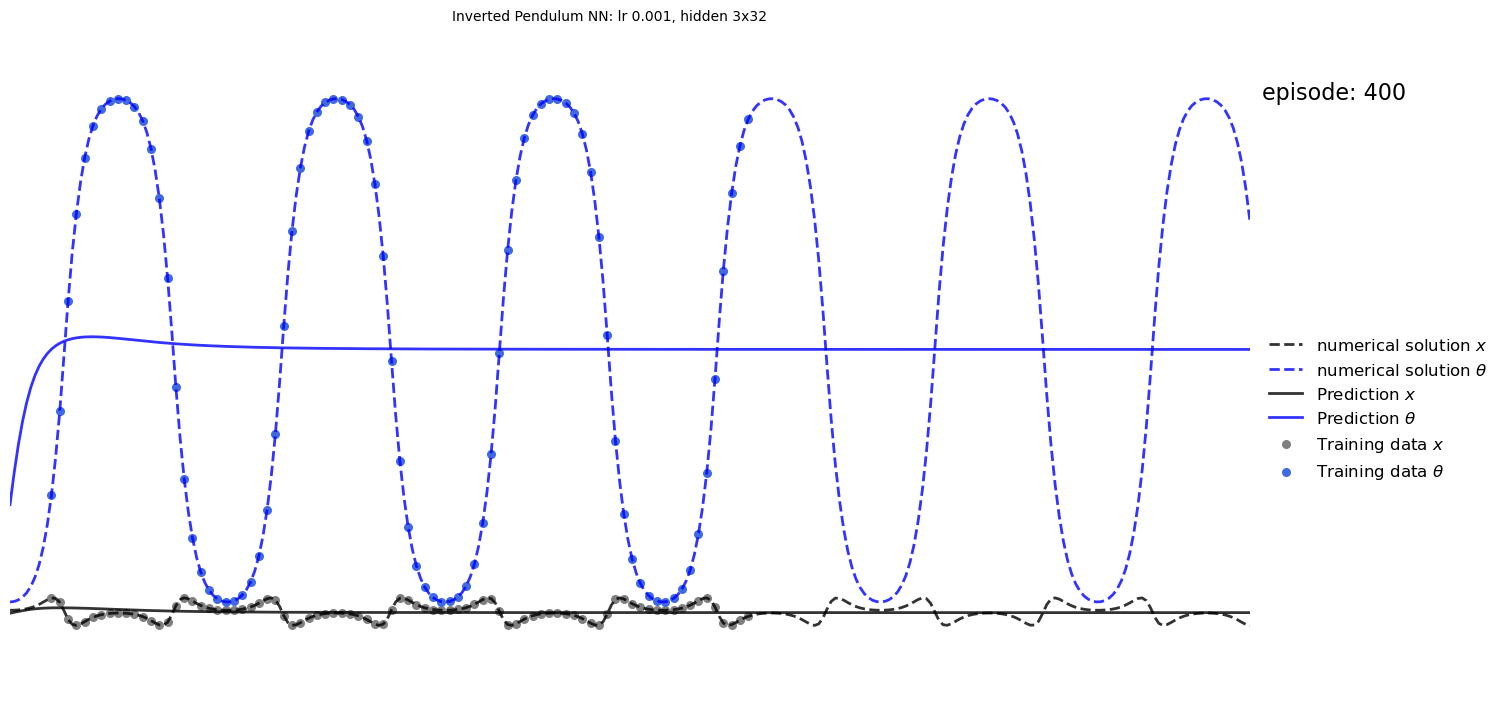 Inverted Pendulum NN: lr 0.001, hidden 3x32
episode: 400
numerical solution x
numerical solution θ
Prediction x
Prediction θ
Training data x
Training data θ